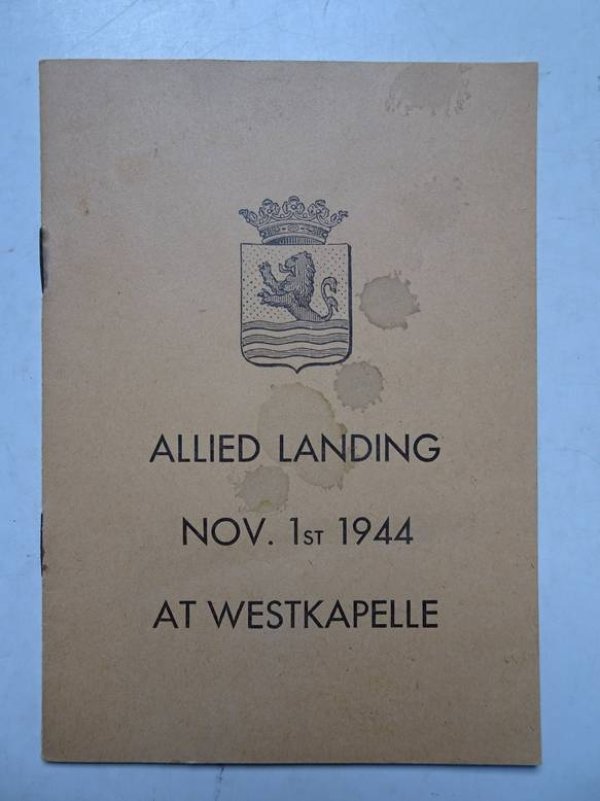 ALLIED LANDING
NOV. 1ST 1944
AT WESTKAPELLE